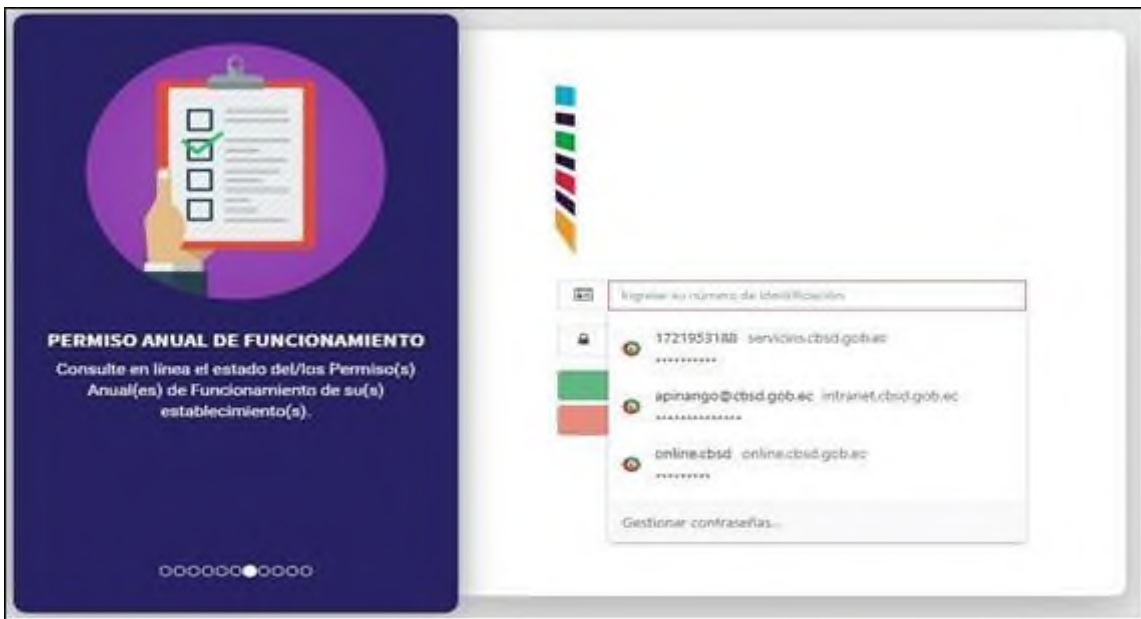 PERMISO ANUAL DE FUNCIONAMIENTO
Consulte en línea el estado del/los Permiso(s)
Anual(es) de Funcionamiento de su(s)
establecimiento(s).
Ingrese su número de identificación
1721953188 servicios.cbsd.gob.ec
••••••••••
apinango@cbsd.gob.ec intranet.cbsd.gob.ec
••••••••••••••
online.cbsd online.cbsd.gob.ec
•••••••••
Gestionar contraseñas...